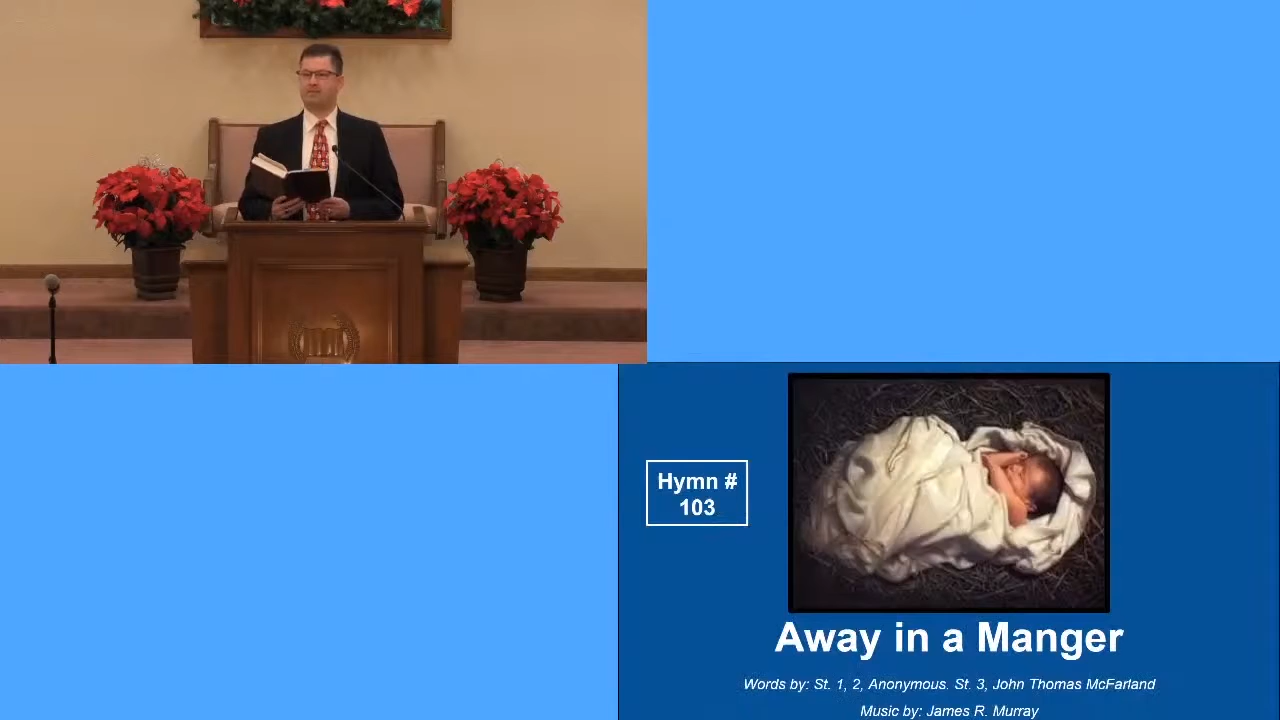 Hymn #
103
Away in a Manger
Words by: St. 1, 2, Anonymous. St. 3, John Thomas McFarland
Music by: James R. Murray